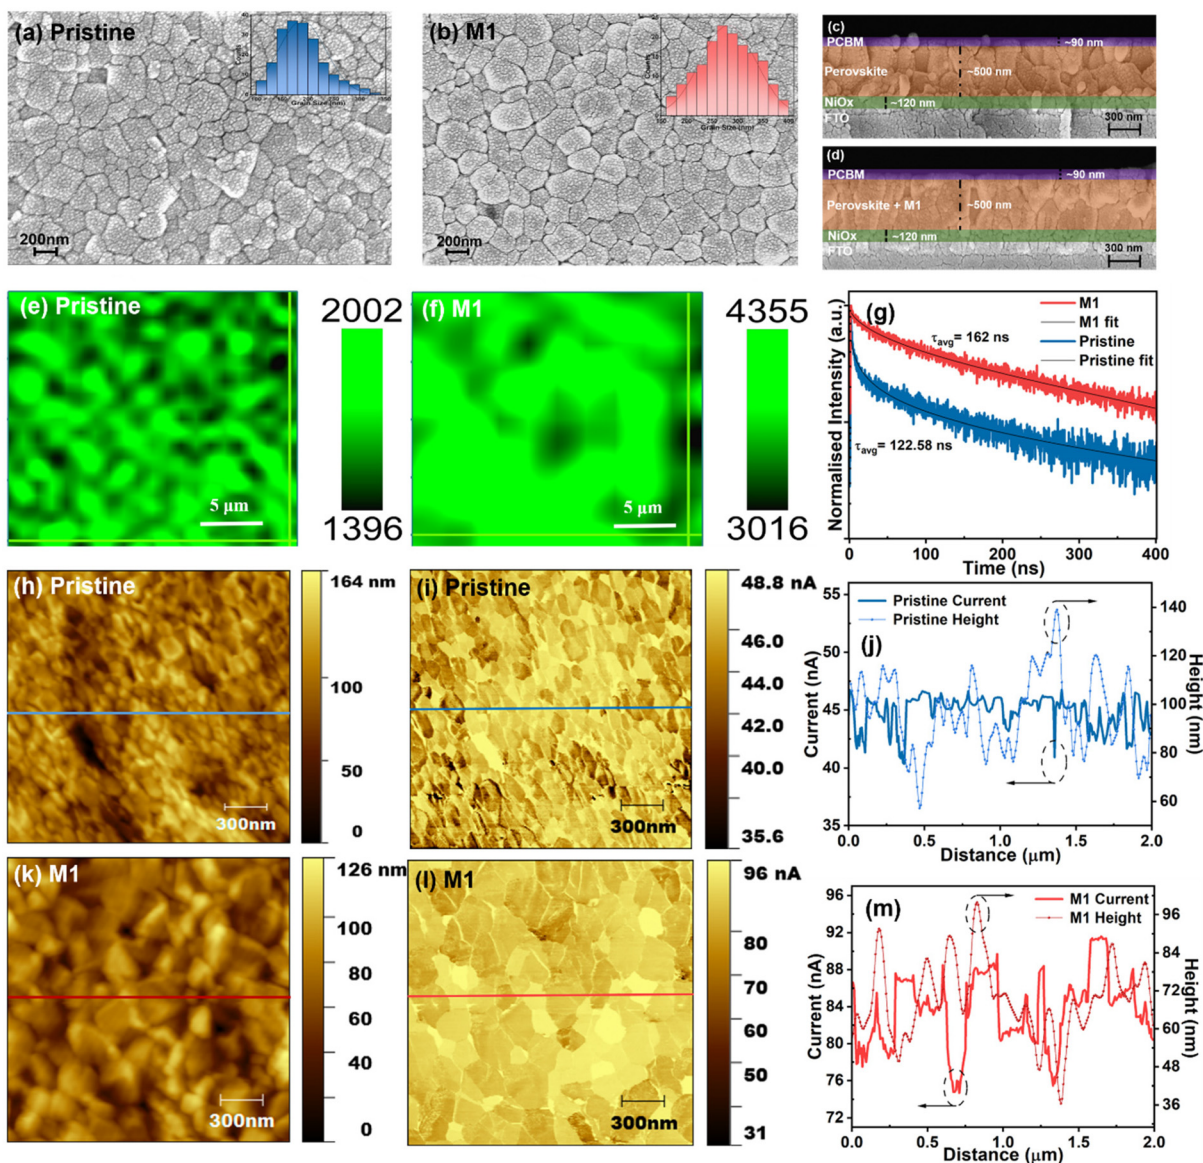 (a) Pristine
Counts
Grain Size (nm)
200nm
(b) M1
Counts
Grain Size (nm)
200nm
(c)
PCBM
~90 nm
Perovskite
~500 nm
NiOx
~120 nm
FTO
300 nm
(d)
PCBM
~90 nm
Perovskite + M1
~500 nm
NiOx
~120 nm
FTO
300 nm
(e) Pristine
5 μm
2002
1396
(f) M1
5 μm
4355
3016
(g)
M1
M1 fit
Pristine
Pristine fit
τavg= 162 ns
τavg= 122.58 ns
Normalised Intensity (a.u.)
0 100 200 300 400
Time (ns)
(h) Pristine
300nm
164 nm
100
50
0
(i) Pristine
300nm
48.8 nA
46.0
44.0
42.0
40.0
35.6
(j)
Pristine Current
Pristine Height
Current (nA)
55
50
45
40
35
Height (nm)
140
120
100
80
60
0.0 0.5 1.0 1.5 2.0
Distance (μm)
(k) M1
300nm
126 nm
100
80
60
40
0
(l) M1
300nm
96 nA
80
70
60
50
31
(m)
M1 Current
M1 Height
Current (nA)
96
92
88
84
80
76
72
Height (nm)
96
84
72
60
48
36
0.0 0.5 1.0 1.5 2.0
Distance (μm)